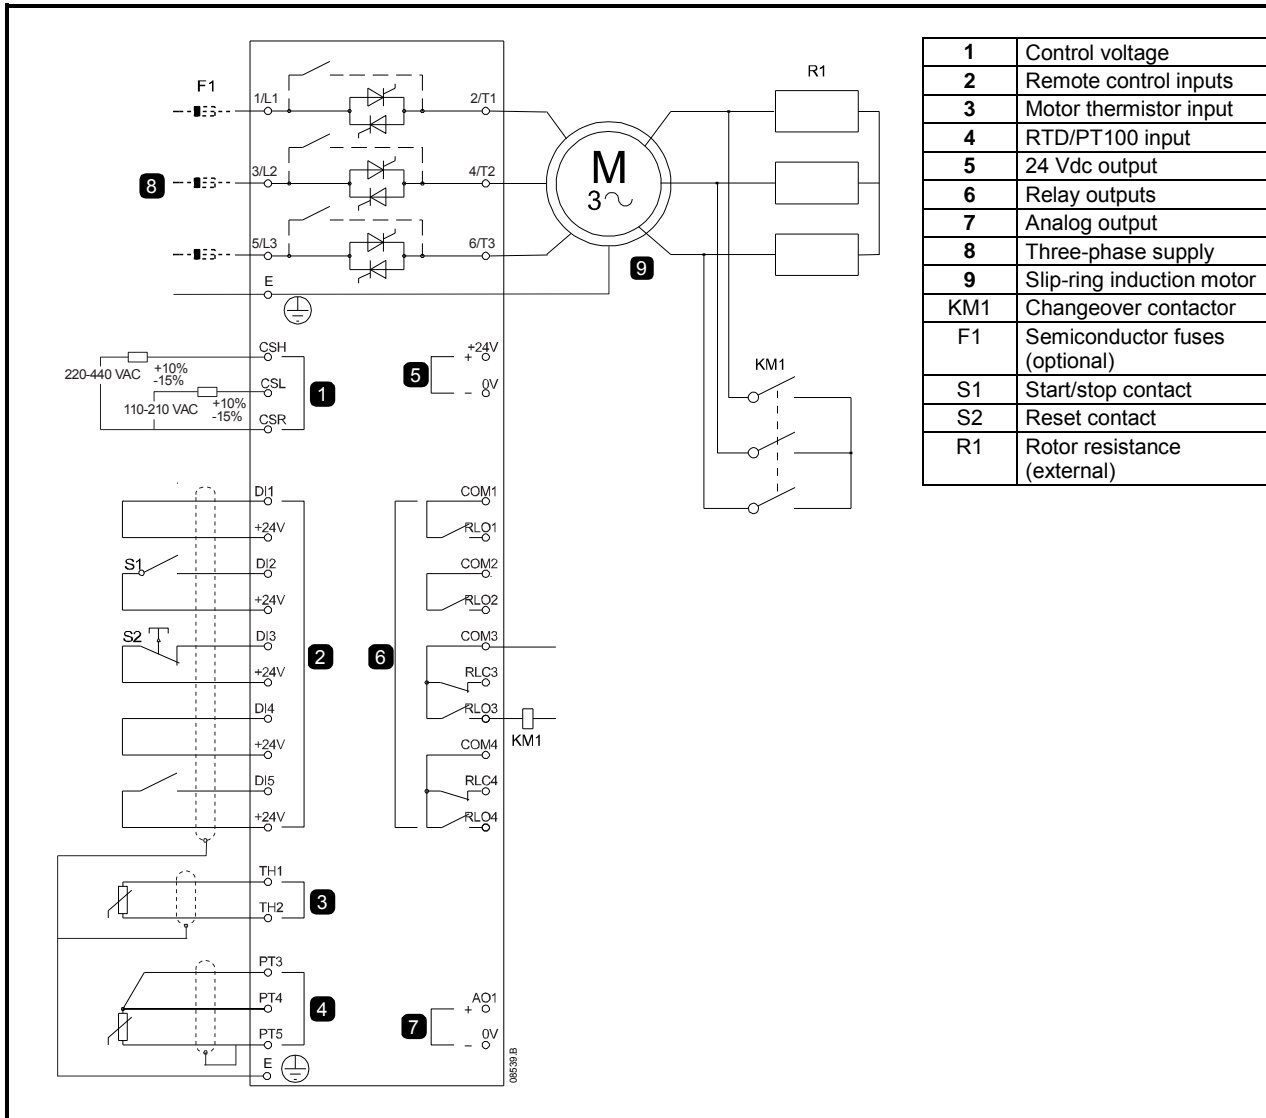 F1
1/L1
2/T1
3/L2
4/T2
5/L3
6/T3
E
8
M
3
9
R1
KM1
CSH
220-440 VAC
+10%
-15%
CSL
110-210 VAC
+10%
-15%
CSR
1
5
+24V
+
0V
–
DI1
+24V
S1
DI2
+24V
S2
DI3
+24V
DI4
+24V
DI5
+24V
2
6
COM1
RLO1
COM2
RLO2
COM3
RLC3
RLO3
KM1
COM4
RLC4
RLO4
TH1
TH2
3
PT3
PT4
PT5
4
E
7
AO1
+
0V
–
08539.B
1 Control voltage
2 Remote control inputs
3 Motor thermistor input
4 RTD/PT100 input
5 24 Vdc output
6 Relay outputs
7 Analog output
8 Three-phase supply
9 Slip-ring induction motor
KM1 Changeover contactor
F1 Semiconductor fuses
(optional)
S1 Start/stop contact
S2 Reset contact
R1 Rotor resistance
(external)